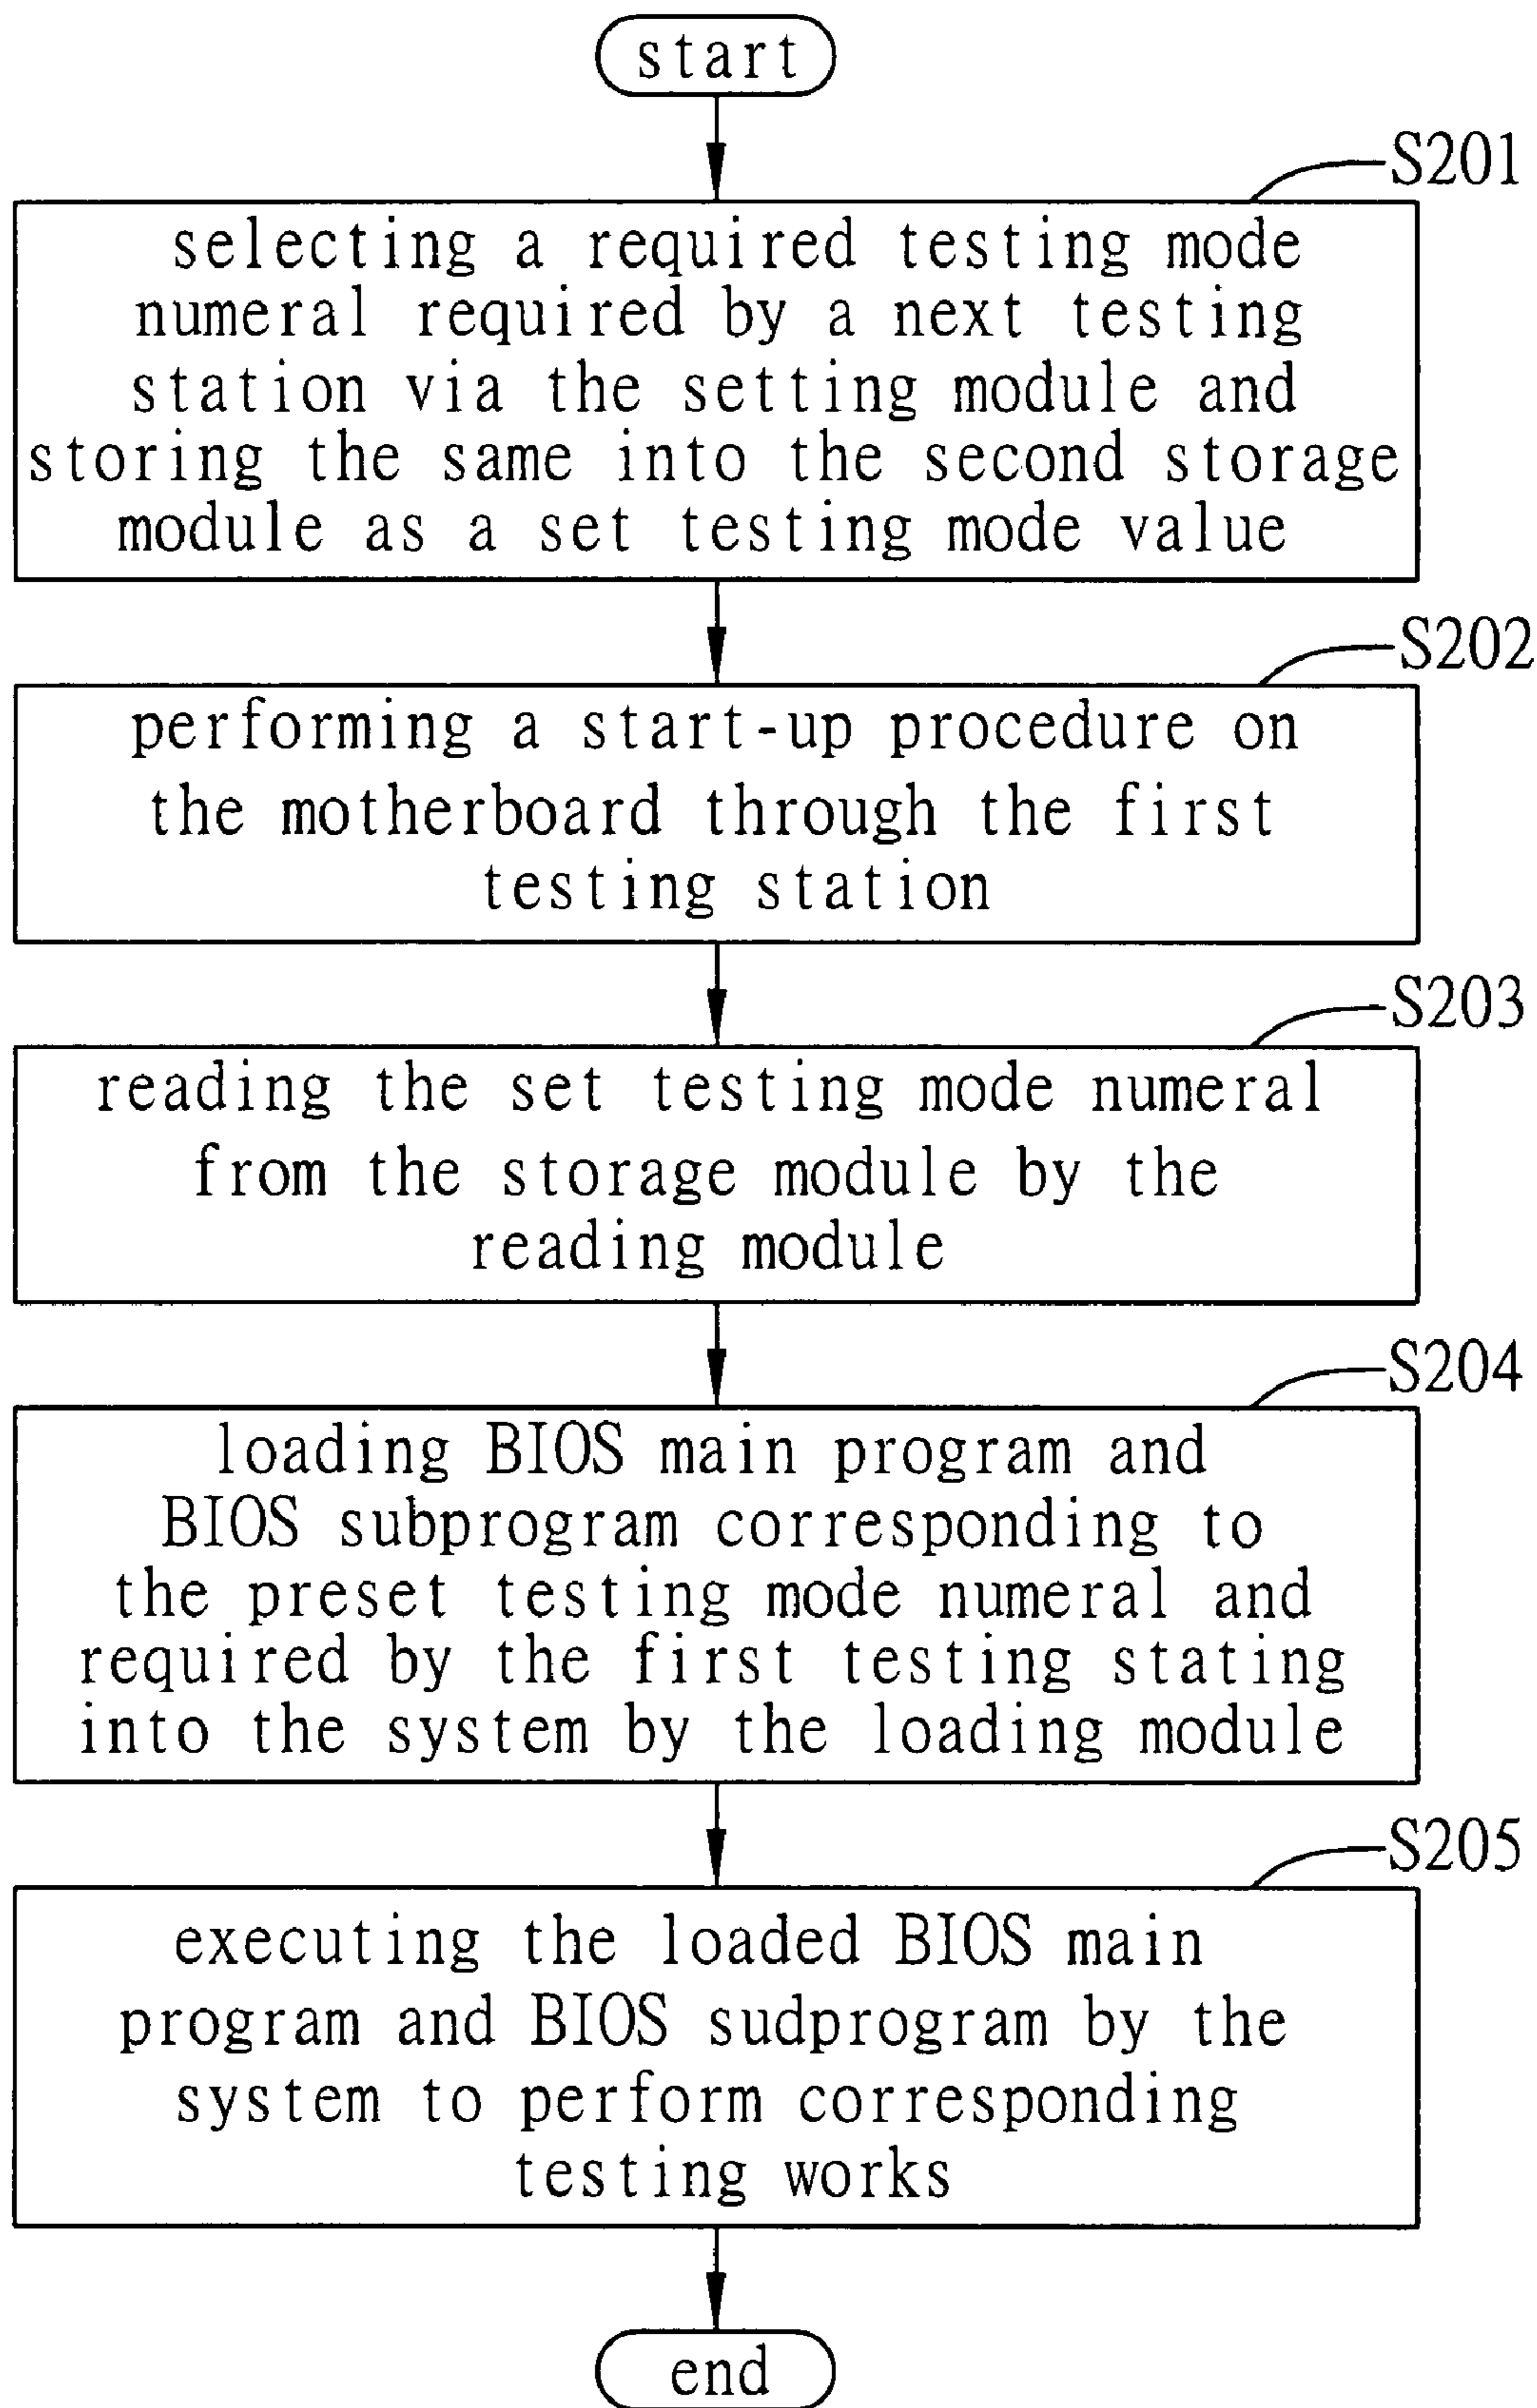 start
S201
selecting a required testing mode
numeral required by a next testing
station via the setting module and
storing the same into the second storage
module as a set testing mode value
S202
performing a start-up procedure on
the motherboard through the first
testing station
S203
reading the set testing mode numeral
from the storage module by the
reading module
S204
loading BIOS main program and
BIOS subprogram corresponding to
the preset testing mode numeral and
required by the first testing stating
into the system by the loading module
S205
executing the loaded BIOS main
program and BIOS sudprogram by the
system to perform corresponding
testing works
end